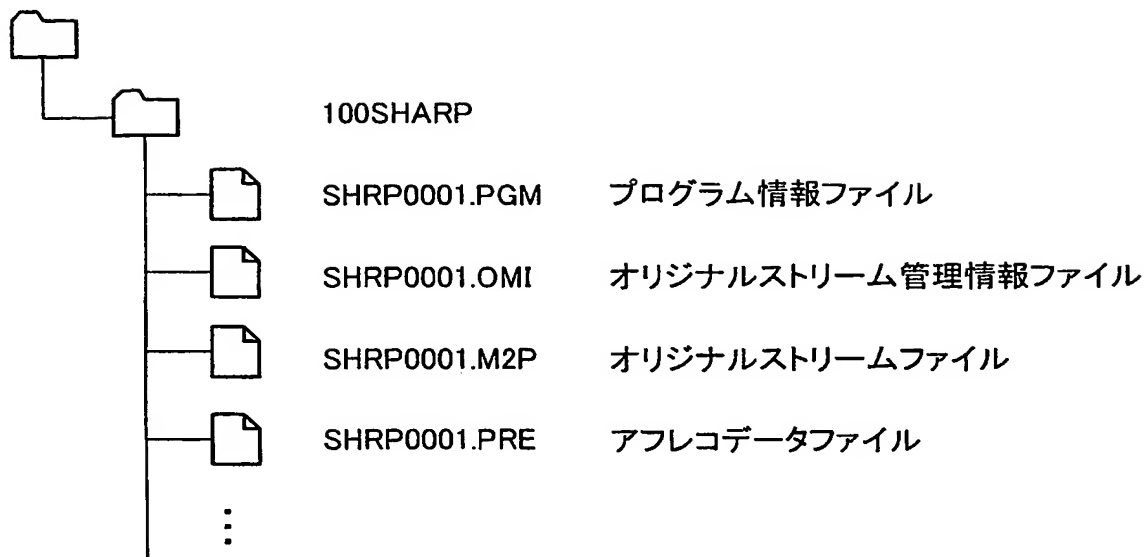 100SHARP
SHRP0001.PGM プログラム情報ファイル
SHRP0001.OMI オリジナルストリーム管理情報ファイル
SHRP0001.M2P オリジナルストリームファイル
SHRP0001.PRE アフレコデータファイル
⋮